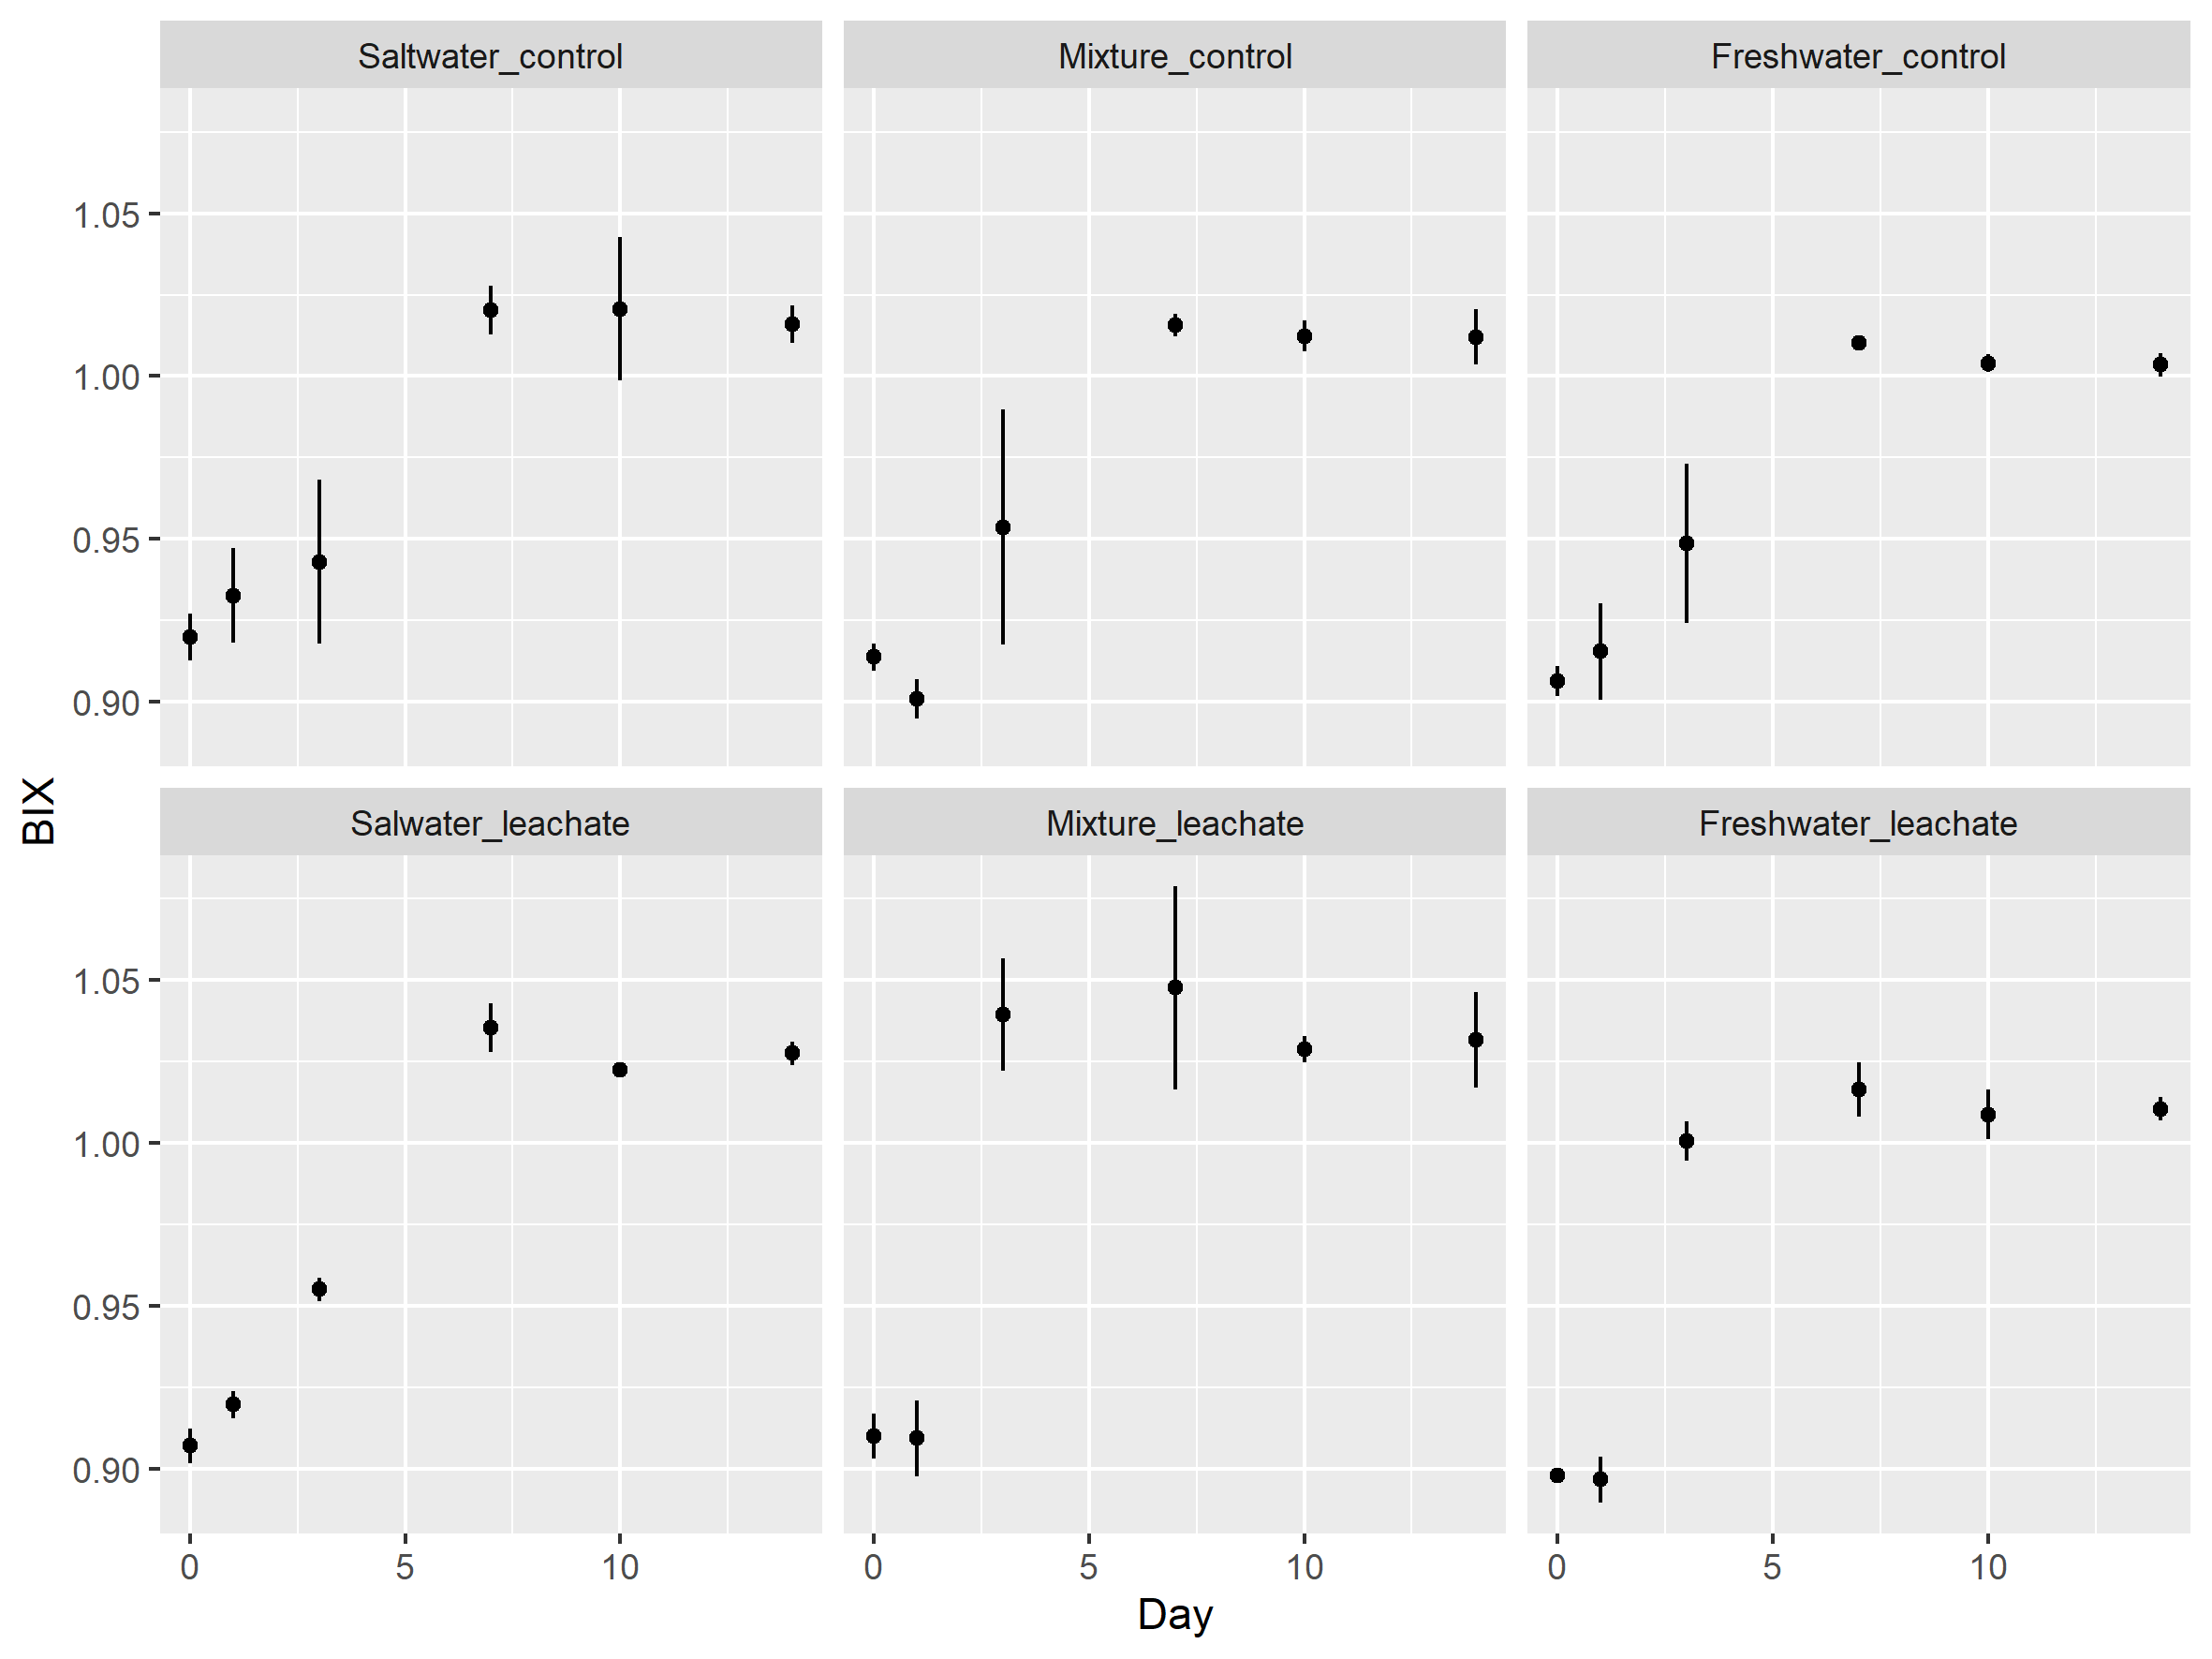 Saltwater_control
Mixture_control
Freshwater_control
1.05
1.00
0.95
0.90
BIX
Salwater_leachate
Mixture_leachate
Freshwater_leachate
1.05
1.00
0.95
0.90
0 5 10
0 5 10
0 5 10
Day